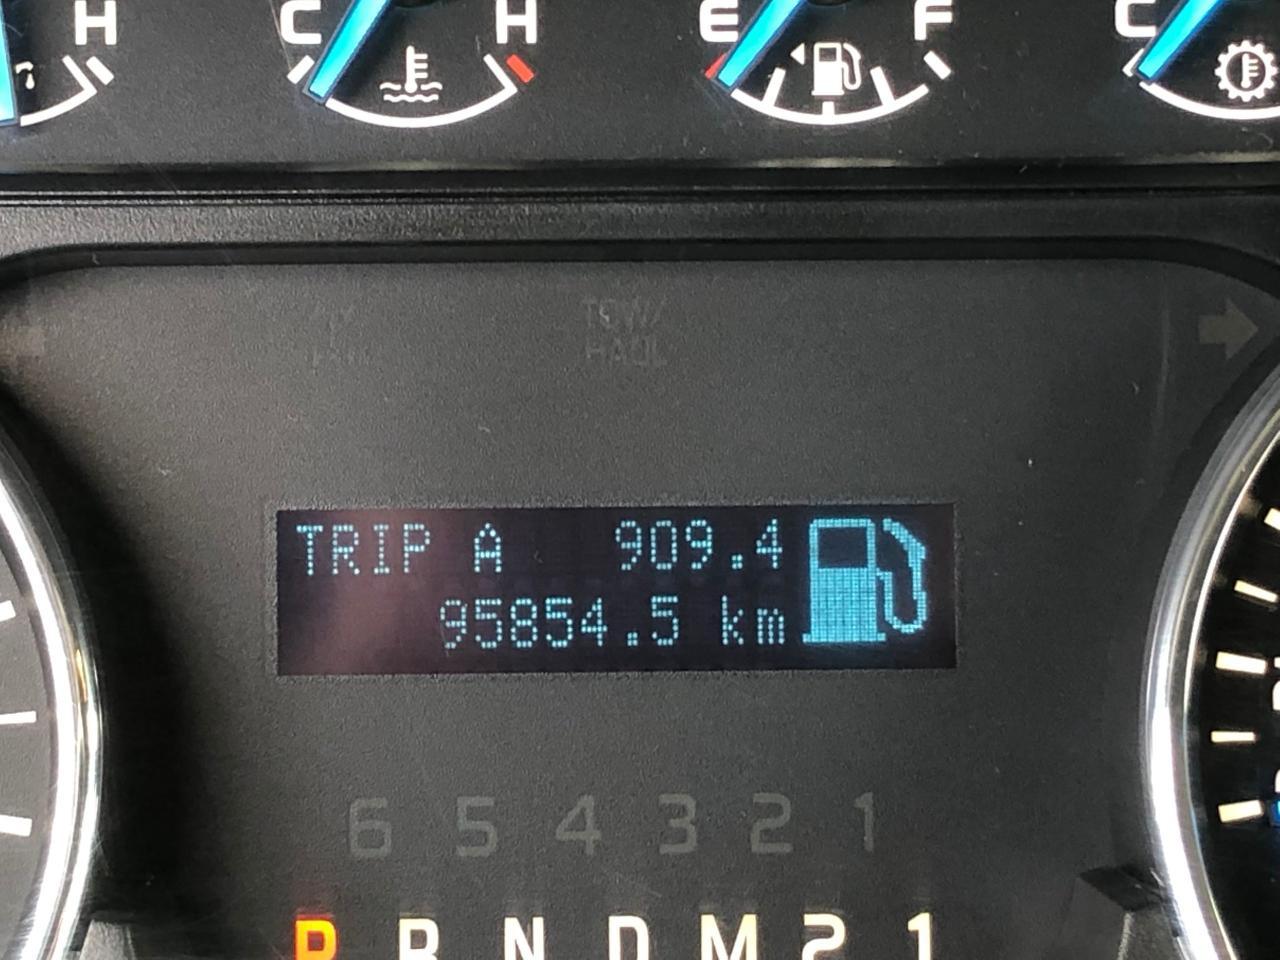 H C H E F C
TOW/
HAUL
TRIP A 909.4
95854.5 km
6 5 4 3 2 1
P R N D M 2 1